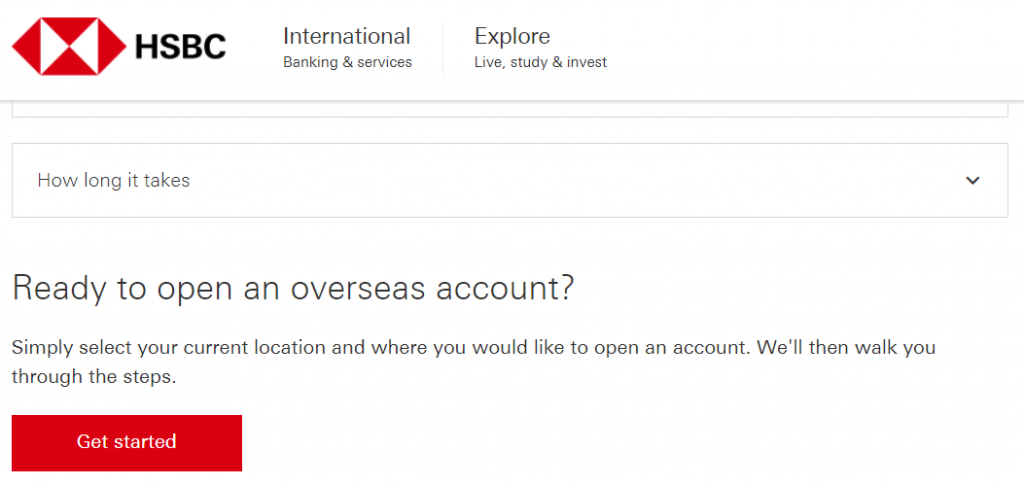 HSBC
International
Banking & services
Explore
Live, study & invest
How long it takes
Ready to open an overseas account?
Simply select your current location and where you would like to open an account. We'll then walk you
through the steps.
Get started